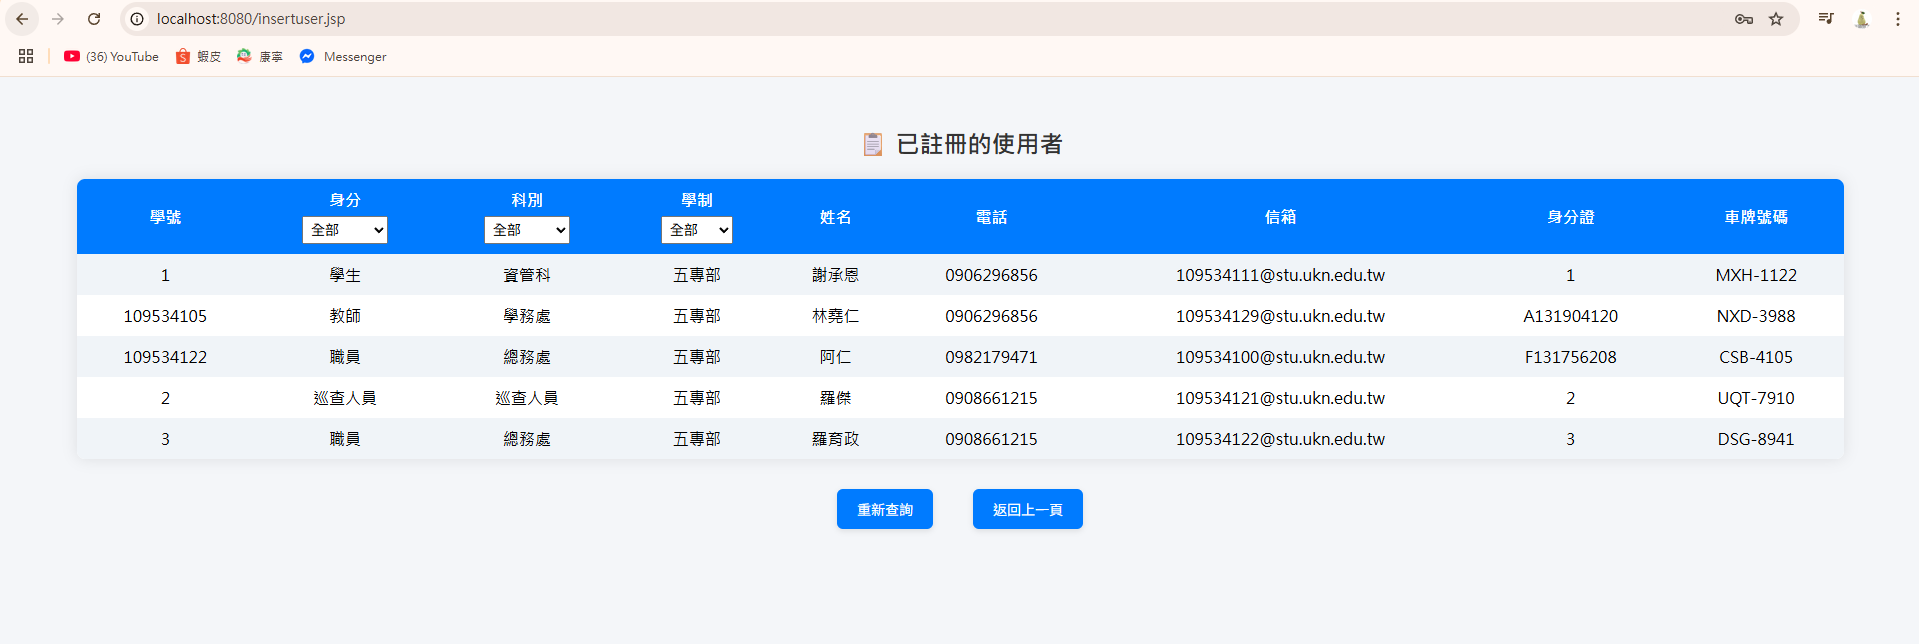 localhost:8080/insertuser.jsp
(36) YouTube 蝦皮 康寧 Messenger
已註冊的使用者
學號 身分 科別 學制 姓名 電話 信箱 身分證 車牌號碼
全部 全部 全部
1 學生 資管科 五專部 謝承恩 0906296856 109534111@stu.ukn.edu.tw 1 MXH-1122
109534105 教師 學務處 五專部 林堯仁 0906296856 109534129@stu.ukn.edu.tw A131904120 NXD-3988
109534122 職員 總務處 五專部 阿仁 0982179471 109534100@stu.ukn.edu.tw F131756208 CSB-4105
2 巡查人員 巡查人員 五專部 羅傑 0908661215 109534121@stu.ukn.edu.tw 2 UQT-7910
3 職員 總務處 五專部 羅育政 0908661215 109534122@stu.ukn.edu.tw 3 DSG-8941
重新查詢 返回上一頁